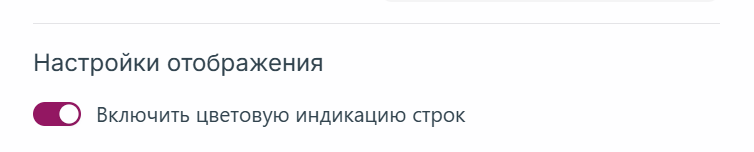 Настройки отображения
Включить цветовую индикацию строк